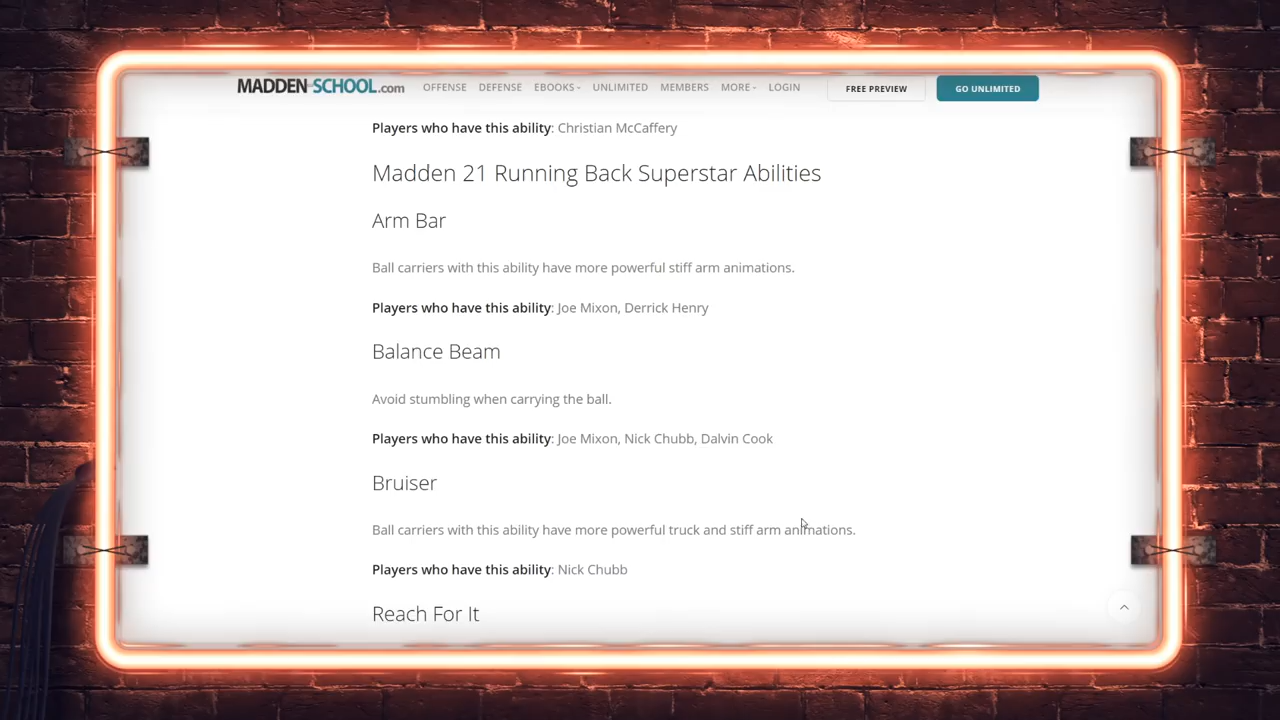 MADDEN-SCHOOL.com OFFENSE DEFENSE EBOOKS UNLIMITED MEMBERS MORE LOGIN FREE PREVIEW GO UNLIMITED
Players who have this ability: Christian McCaffery
Madden 21 Running Back Superstar Abilities
Arm Bar
Ball carriers with this ability have more powerful stiff arm animations.
Players who have this ability: Joe Mixon, Derrick Henry
Balance Beam
Avoid stumbling when carrying the ball.
Players who have this ability: Joe Mixon, Nick Chubb, Dalvin Cook
Bruiser
Ball carriers with this ability have more powerful truck and stiff arm animations.
Players who have this ability: Nick Chubb
Reach For It